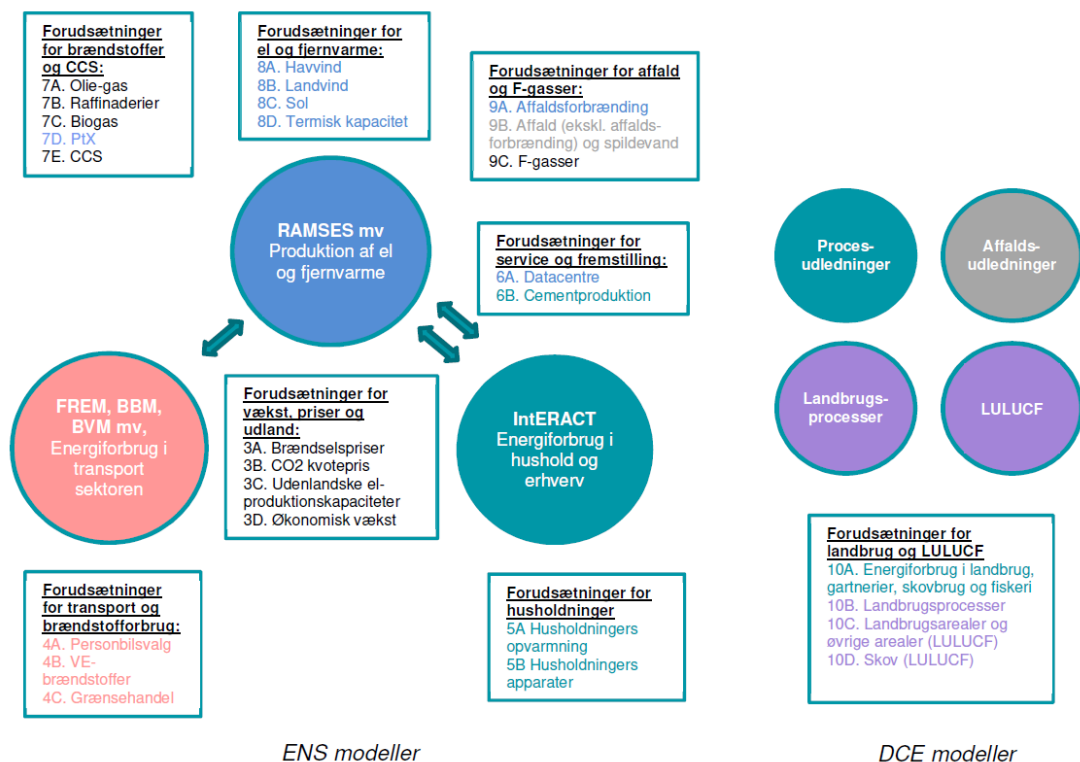 Forudsætninger
for brændstoffer
og CCS:
7A. Olie-gas
7B. Raffinaderier
7C. Biogas
7D. PtX
7E. CCS
Forudsætninger for
el og fjernvarme:
8A. Havvind
8B. Landvind
8C. Sol
8D. Termisk kapacitet
Forudsætninger for affald
og F-gasser:
9A. Affaldsforbrænding
9B. Affald (ekskl. affalds-
forbrænding) og spildevand
9C. F-gasser
RAMSES mv
Produktion af el
og fjernvarme
Forudsætninger for
service og fremstilling:
6A. Datacentre
6B. Cementproduktion
Proces-
udledninger
Affalds-
udledninger
FREM, BBM,
BVM mv,
Energiforbrug i
transport
sektoren
Forudsætninger for
vækst, priser og
udland:
3A. Brændselspriser
3B. CO2 kvotepris
3C. Udenlandske el-
produktionskapaciteter
3D. Økonomisk vækst
IntERACT
Energiforbrug i
hushold og
erhverv
Landbrugs-
processer
LULUCF
Forudsætninger
for transport og
brændstofforbrug:
4A. Personbilsvalg
4B. VE-
brændstoffer
4C. Grænsehandel
Forudsætninger for
husholdninger
5A Husholdningers
opvarmning
5B Husholdningers
apparater
Forudsætninger for
landbrug og LULUCF
10A. Energiforbrug i landbrug,
gartnerier, skovbrug og fiskeri
10B. Landbrugsprocesser
10C. Landbrugsarealer og
øvrige arealer (LULUCF)
10D. Skov (LULUCF)
ENS modeller
DCE modeller